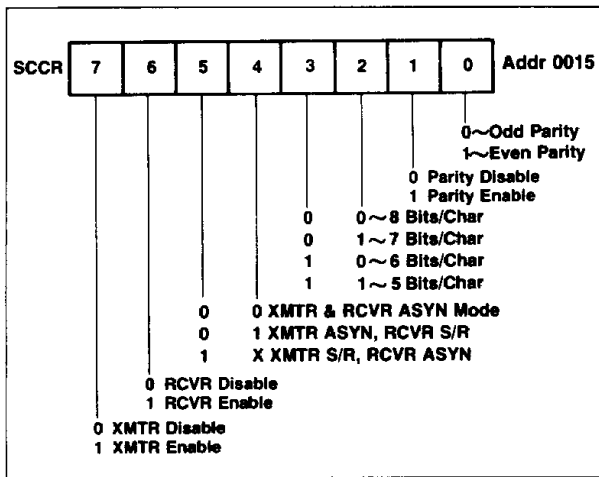 SCCR 7 6 5 4 3 2 1 0 Addr 0015
0~Odd Parity
1~Even Parity
0 Parity Disable
1 Parity Enable
0 0~8 Bits/Char
0 1~7 Bits/Char
1 0~6 Bits/Char
1 1~5 Bits/Char
0 0 XMTR & RCVR ASYN Mode
0 1 XMTR ASYN, RCVR S/R
1 X XMTR S/R, RCVR ASYN
0 RCVR Disable
1 RCVR Enable
0 XMTR Disable
1 XMTR Enable